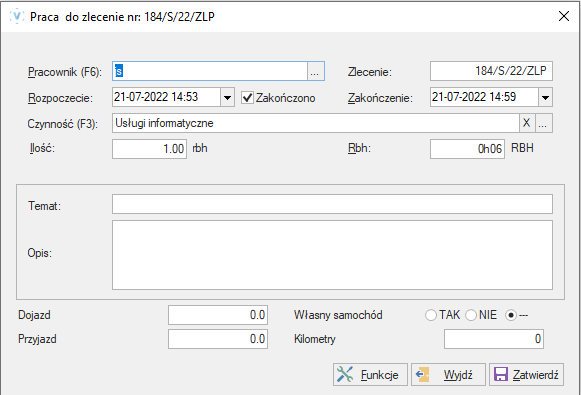 Praca do zlecenie nr: 184/S/22/ZLP
Pracownik (F6): is ... Zlecenie: 184/S/22/ZLP
Rozpoczecie: 21-07-2022 14:53 Zakończono Zakończenie: 21-07-2022 14:59
Czynność (F3): Usługi informatyczne X ...
Ilość: 1.00 rbh Rbh: 0h06 RBH
Temat:
Opis:
Dojazd 0.0 Własny samochód TAK NIE ---
Przyjazd 0.0 Kilometry 0
Funkcje Wyjdź Zatwierdź